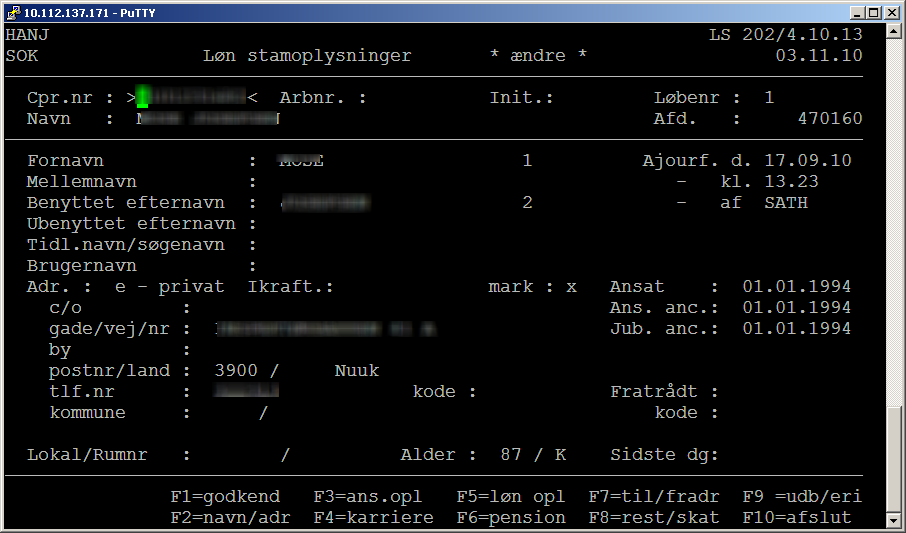 10.112.137.171 - PuTTY
HANJ LS 202/4.10.13
SOK Løn stamoplysninger * ændre * 03.11.10
Cpr.nr : > < Arbnr. : Init.: Løbenr : 1
Navn : Afd. : 470160
Fornavn : 1 Ajourf. d. 17.09.10
Mellemnavn : - kl. 13.23
Benyttet efternavn : 2 - af SATH
Ubenyttet efternavn :
Tidl.navn/søgenavn :
Brugernavn :
Adr. : e - privat Ikraft.: mark : x Ansat : 01.01.1994
c/o : Ans. anc.: 01.01.1994
gade/vej/nr : Jub. anc.: 01.01.1994
by :
postnr/land : 3900 / Nuuk
tlf.nr : kode : Fratrådt :
kommune : / kode :
Lokal/Rumnr : / Alder : 87 / K Sidste dg:
F1=godkend F3=ans.opl F5=løn opl F7=til/fradr F9 =udb/eri
F2=navn/adr F4=karriere F6=pension F8=rest/skat F10=afslut